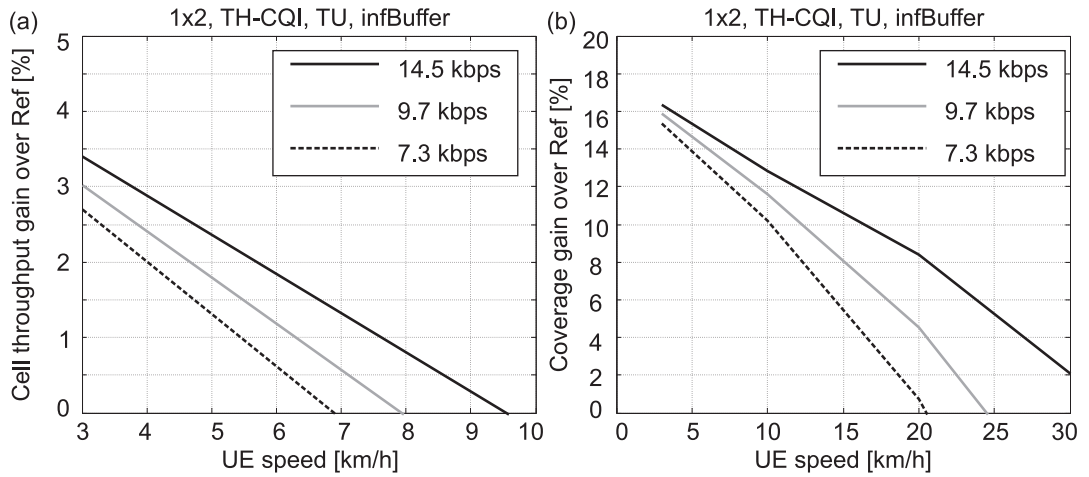 (a)
1x2, TH-CQI, TU, infBuffer
Cell throughput gain over Ref [%]
5
4
3
2
1
0
14.5 kbps
9.7 kbps
7.3 kbps
3 4 5 6 7 8 9 10
UE speed [km/h]
(b)
1x2, TH-CQI, TU, infBuffer
Coverage gain over Ref [%]
20
18
16
14
12
10
8
6
4
2
0
14.5 kbps
9.7 kbps
7.3 kbps
0 5 10 15 20 25 30
UE speed [km/h]